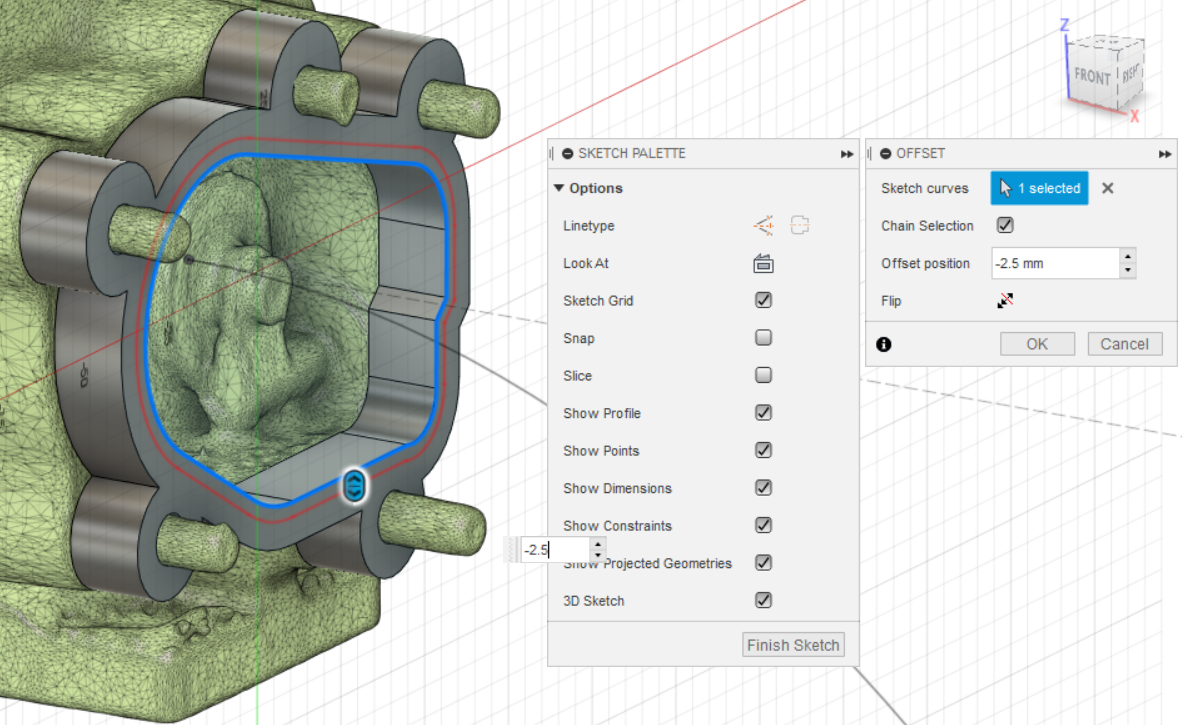 Z
FRONT
RIGHT
X
SKETCH PALETTE
Options
Linetype
Look At
Sketch Grid
Snap
Slice
Show Profile
Show Points
Show Dimensions
Show Constraints
Show Projected Geometries
3D Sketch
Finish Sketch
OFFSET
Sketch curves
1 selected
Chain Selection
Offset position
-2.5 mm
Flip
OK
Cancel
-2.5
-50